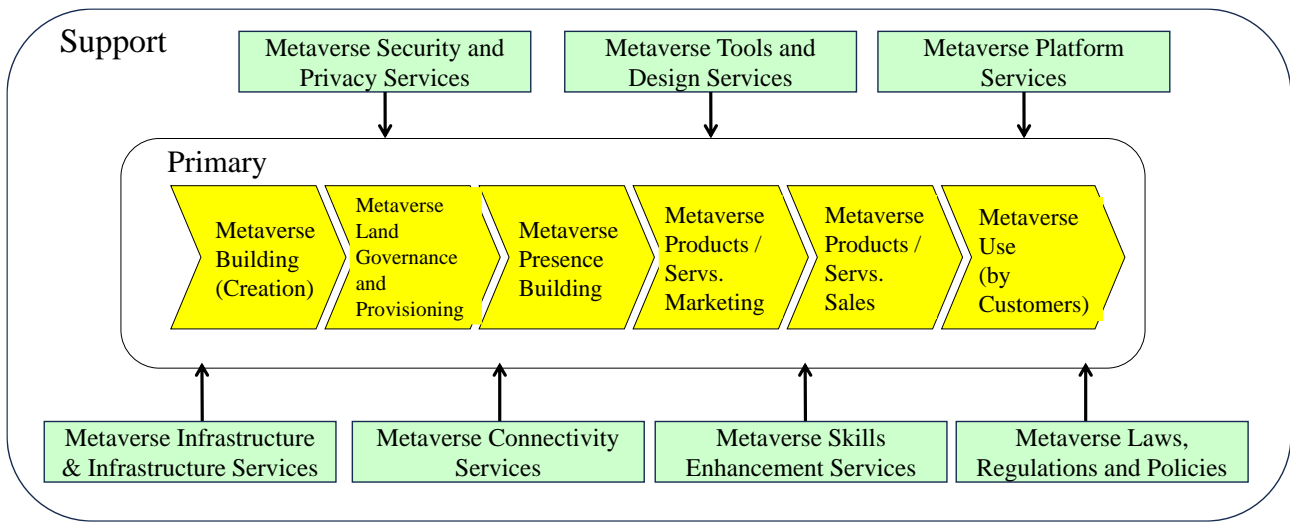 Support
Metaverse Security and
Privacy Services
Metaverse Tools and
Design Services
Metaverse Platform
Services
Primary
Metaverse
Building
(Creation)
Metaverse
Land
Governance
and
Provisioning
Metaverse
Presence
Building
Metaverse
Products /
Servs.
Marketing
Metaverse
Products /
Servs.
Sales
Metaverse
Use
(by
Customers)
Metaverse Infrastructure
& Infrastructure Services
Metaverse Connectivity
Services
Metaverse Skills
Enhancement Services
Metaverse Laws,
Regulations and Policies